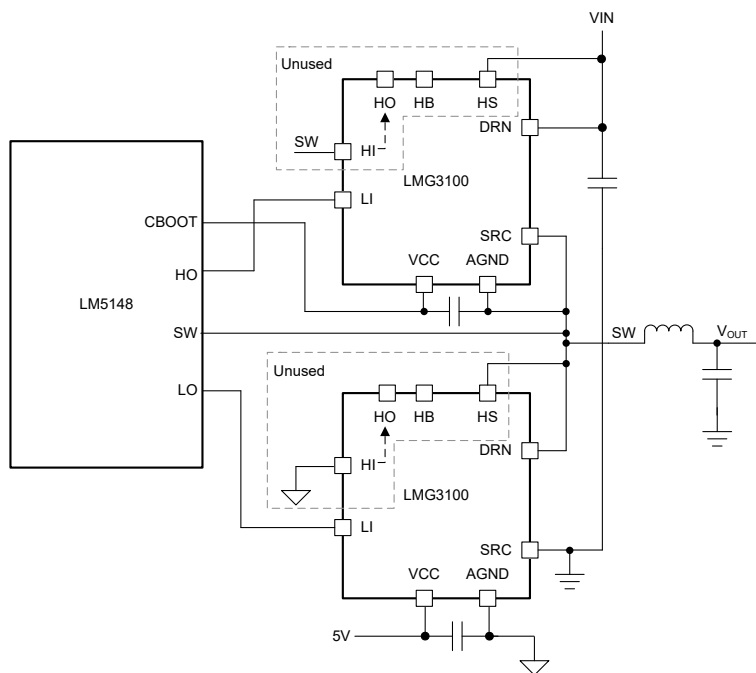 VIN
Unused
HO HB HS
DRN
SW
HI
LMG3100
LI
CBOOT
SRC
VCC AGND
HO
LM5148
SW
SW
VOUT
Unused
LO
HO HB HS
DRN
HI
LMG3100
LI
SRC
VCC AGND
5V